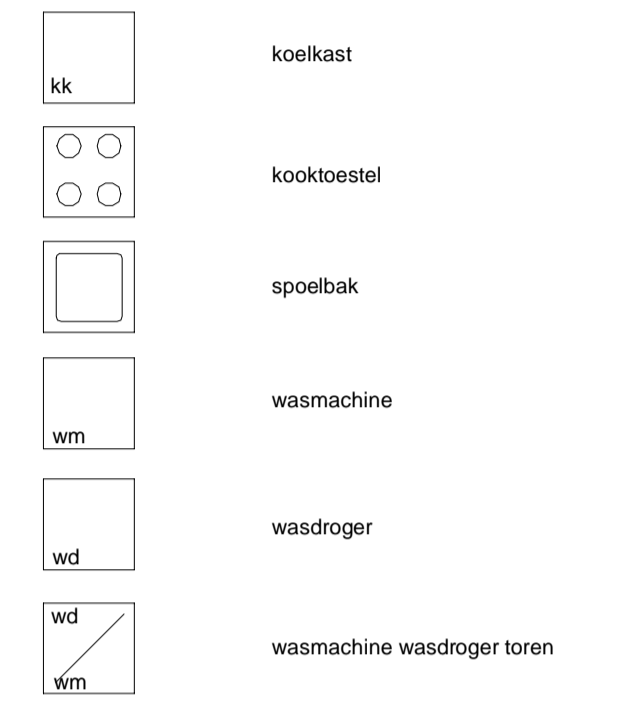 koelkast
kk
kooktoestel
spoelbak
wasmachine
wm
wasdroger
wd
wd
wasmachine wasdroger toren
wm